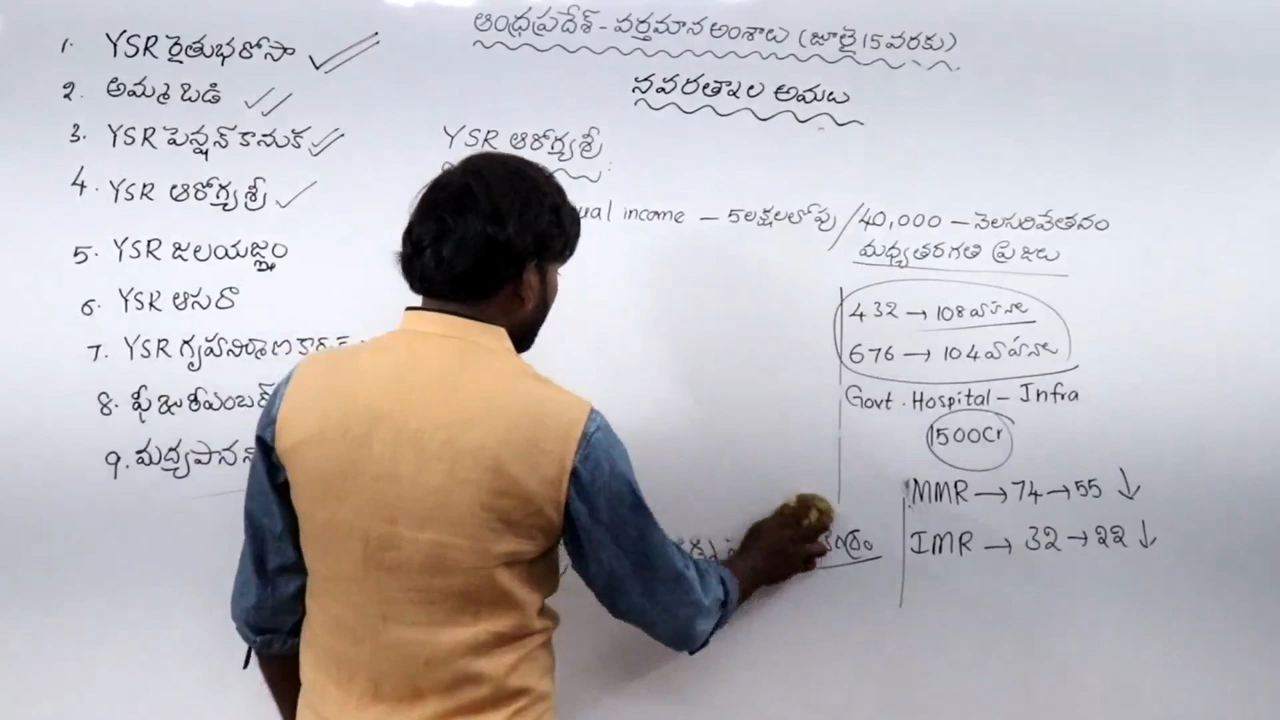 ఆంధ్రప్రదేశ్ - వర్తమాన అంశాలు (జూలై 15 వరకు)
నవరత్నాల అమలు
1. YSR రైతుభరోసా
2. అమ్మ ఒడి
3. YSR పెన్షన్ కానుక
4. YSR ఆరోగ్యశ్రీ
5. YSR జలయజ్ఞం
6. YSR ఆసరా
7. YSR గృహనిర్మాణ
8. ఫీజు రీఎంబర్
9. మద్యపాన
YSR ఆరోగ్యశ్రీ :
income – 5లక్షలలోపు / 40,000 – నెలసరివేతనం
మధ్యతరగతి ప్రజలు
432 → 108 వాహనాలు
676 → 104 వాహనాలు
Govt. Hospital – Infra
1500Cr
MMR → 74 → 55 ↓
IMR → 32 → 22 ↓